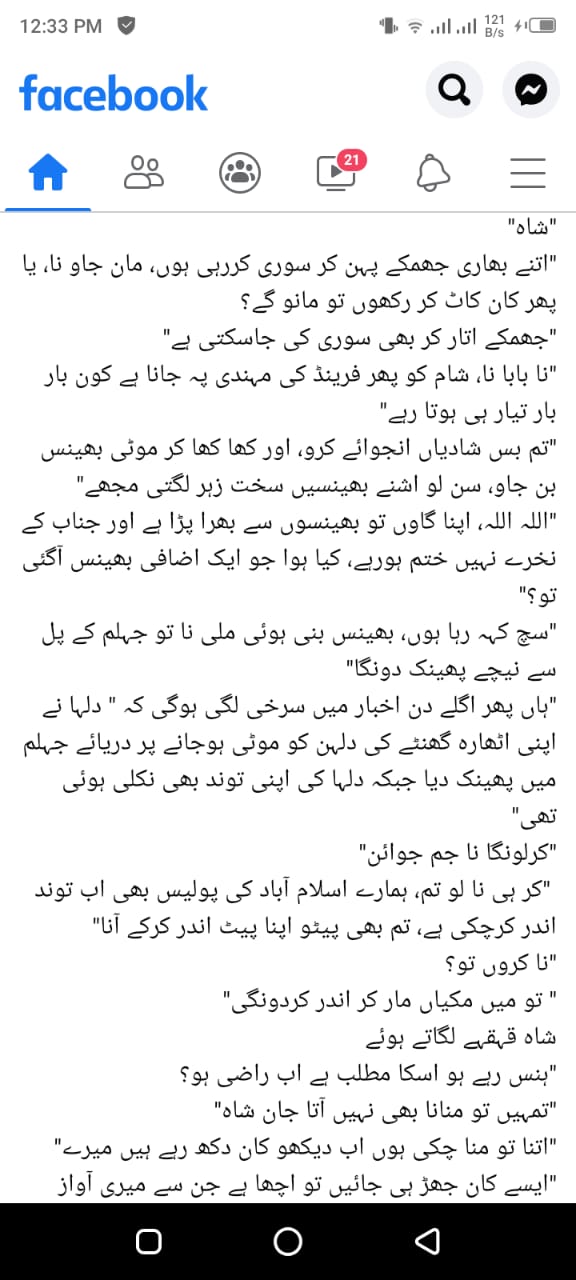 12:33 PM
121
B/s
facebook
21
"شاہ"
"اتنے بھاری جھمکے پہن کر سوری کررہی ہوں، مان جاو نا، یا
پھر کان کاٹ کر رکھوں تو مانو گے؟
"جھمکے اتار کر بھی سوری کی جاسکتی ہے"
"نا بابا نا، شام کو پھر فرینڈ کی مہندی پہ جانا ہے کون بار
بار تیار ہی ہوتا رہے"
"تم بس شادیاں انجوائے کرو، اور کھا کھا کر موٹی بھینس
بن جاو، سن لو اشنے بھینسیں سخت زہر لگتی مجھے"
"اللہ اللہ، اپنا گاوں تو بھینسوں سے بھرا پڑا ہے اور جناب کے
نخرے نہیں ختم ہورہے، کیا ہوا جو ایک اضافی بھینس آگئی
تو؟"
"سچ کہہ رہا ہوں، بھینس بنی ہوئی ملی نا تو جہلم کے پل
سے نیچے پھینک دونگا"
"ہاں پھر اگلے دن اخبار میں سرخی لگی ہوگی کہ " دلہا نے
اپنی اٹھارہ گھنٹے کی دلہن کو موٹی ہوجانے پر دریائے جہلم
میں پھینک دیا جبکہ دلہا کی اپنی توند بھی نکلی ہوئی
تھی"
"کرلونگا نا جم جوائن"
"کر ہی نا لو تم، ہمارے اسلام آباد کی پولیس بھی اب توند
اندر کرچکی ہے، تم بھی پیٹو اپنا پیٹ اندر کرکے آنا"
"نا کروں تو؟
" تو میں مکیاں مار کر اندر کردونگی"
شاہ قہقہے لگاتے ہوئے
"ہنس رہے ہو اسکا مطلب ہے اب راضی ہو؟
"تمہیں تو منانا بھی نہیں آتا جان شاہ"
"اتنا تو منا چکی ہوں اب دیکھو کان دکھ رہے ہیں میرے"
"ایسے کان جھڑ ہی جائیں تو اچھا ہے جن سے میری آواز